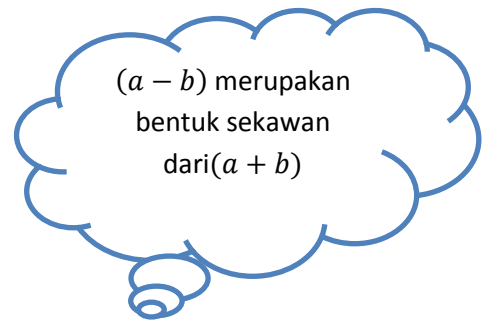 (𝑎 − 𝑏) merupakan
bentuk sekawan
dari(𝑎 + 𝑏)